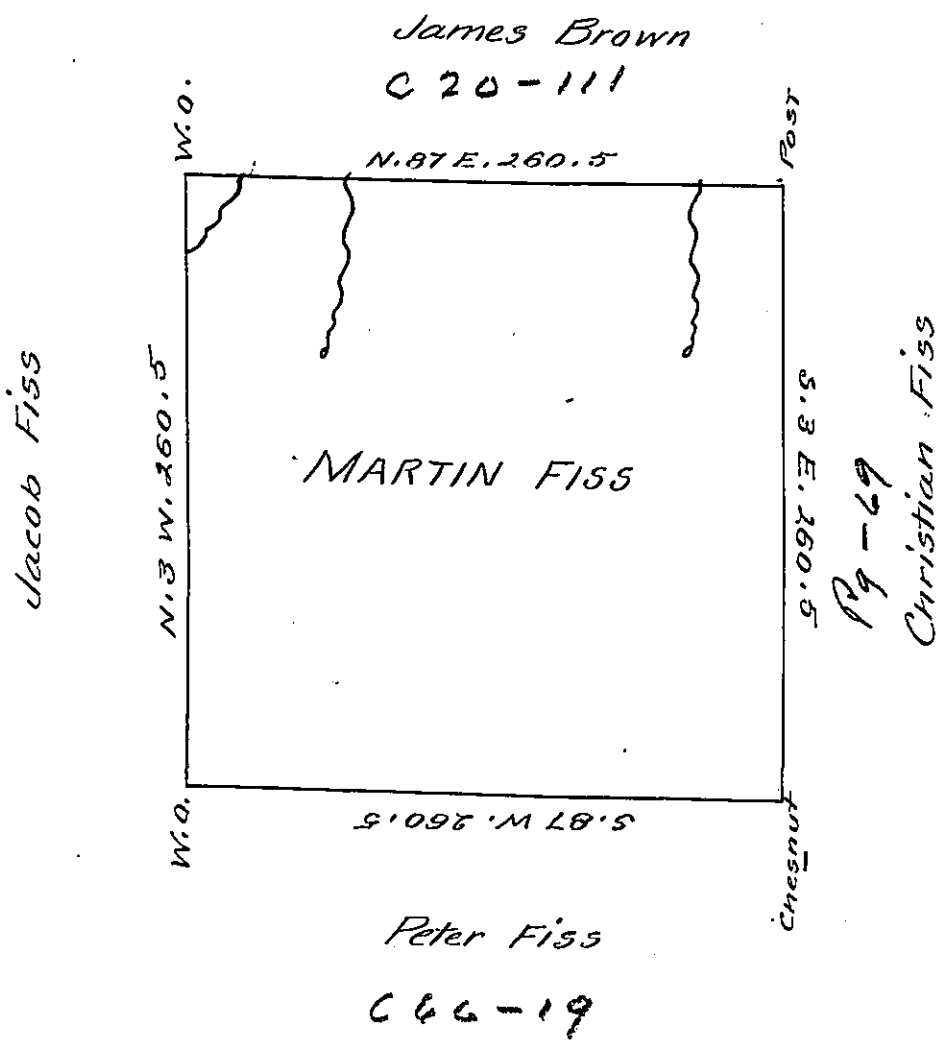 James Brown
C 20-111
W.O.
N.87 E. 260.5
Post
Jacob Fiss
N.3 W. 260.5
MARTIN FISS
S.3 E. 260.5
Pg-69
Christian Fiss
W.O.
S.87 W. 260.5
Chesnut
Peter Fiss
C 66-19